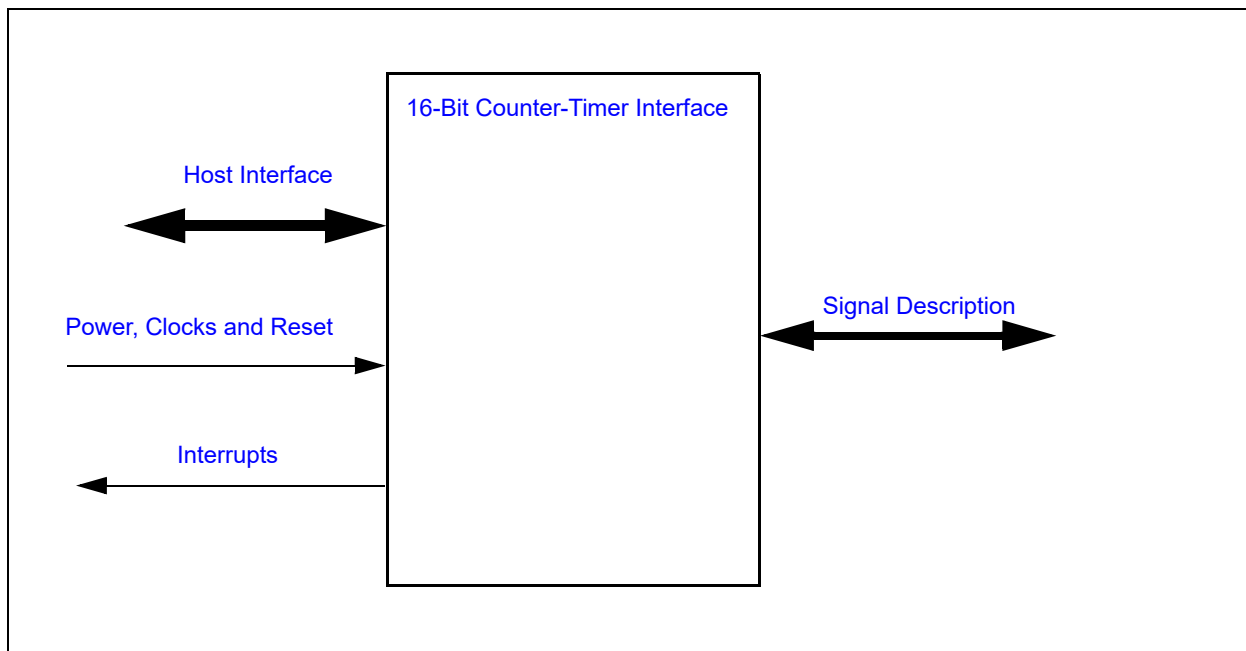 16-Bit Counter-Timer Interface
Host Interface
Signal Description
Power, Clocks and Reset
Interrupts